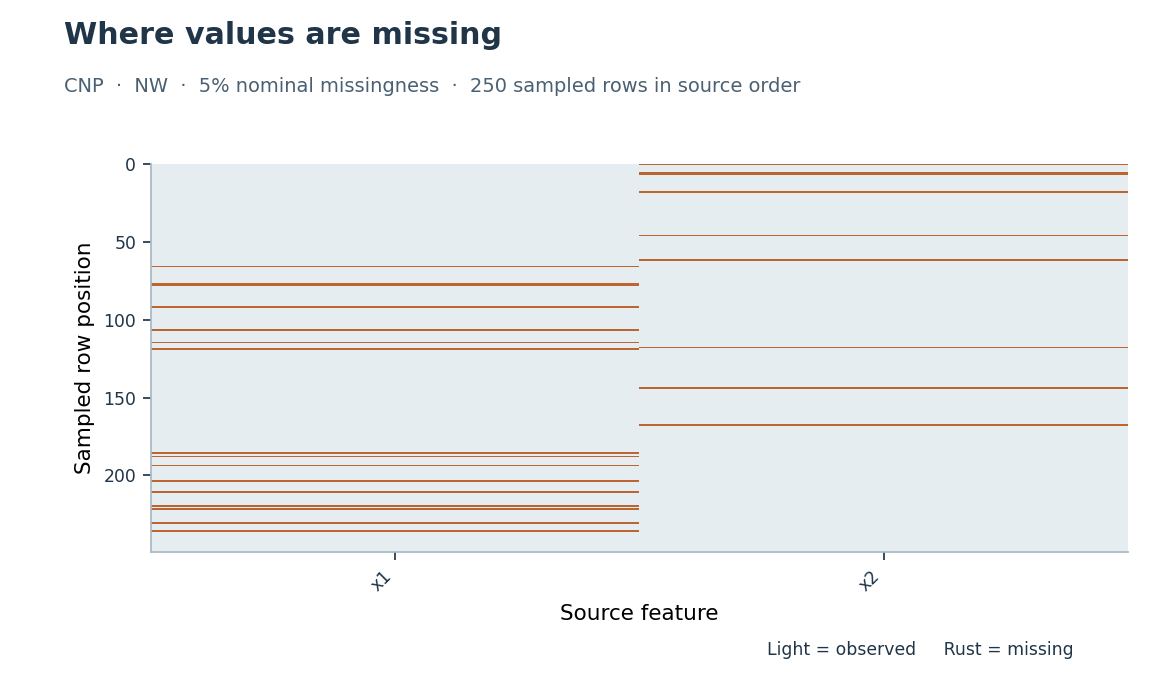 Where values are missing
CNP · NW · 5% nominal missingness · 250 sampled rows in source order
0
50
100
150
200
Sampled row position
x1
x2
Source feature
Light = observed Rust = missing